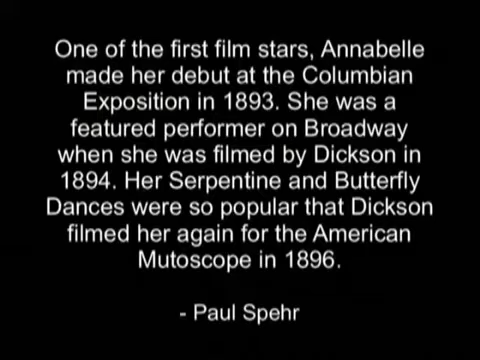 One of the first film stars, Annabelle
made her debut at the Columbian
Exposition in 1893. She was a
featured performer on Broadway
when she was filmed by Dickson in
1894. Her Serpentine and Butterfly
Dances were so popular that Dickson
filmed her again for the American
Mutoscope in 1896.
- Paul Spehr